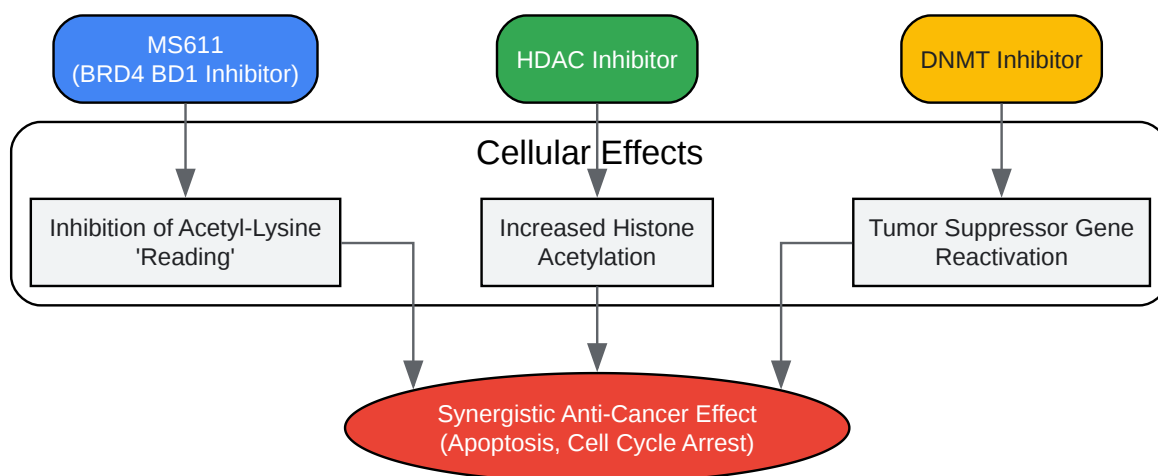 MS611
(BRD4 BD1 Inhibitor)
HDAC Inhibitor
DNMT Inhibitor
Cellular Effects
Inhibition of Acetyl-Lysine
'Reading'
Increased Histone
Acetylation
Tumor Suppressor Gene
Reactivation
Synergistic Anti-Cancer Effect
(Apoptosis, Cell Cycle Arrest)